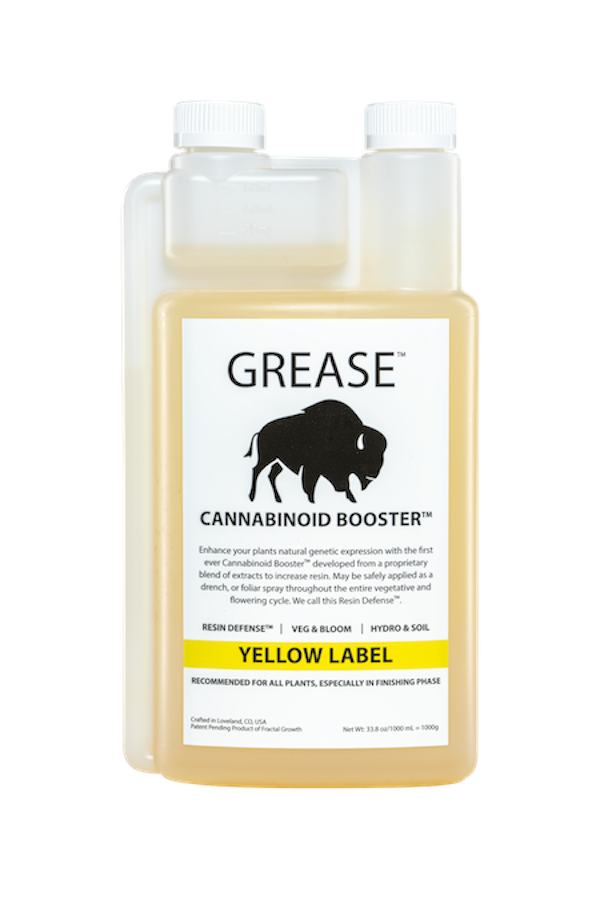 GREASE™
CANNABINOID BOOSTER™
Enhance your plants natural genetic expression with the first
ever Cannabinoid Booster™ developed from a proprietary
blend of extracts to increase resin. May be safely applied as a
drench, or foliar spray throughout the entire vegetative and
flowering cycle. We call this Resin Defense™.
RESIN DEFENSE™ | VEG & BLOOM | HYDRO & SOIL
YELLOW LABEL
RECOMMENDED FOR ALL PLANTS, ESPECIALLY IN FINISHING PHASE
Crafted in Loveland, CO, USA
Patent Pending Product of Fractal Growth
Net Wt: 33.8 oz/1000 mL = 1000g